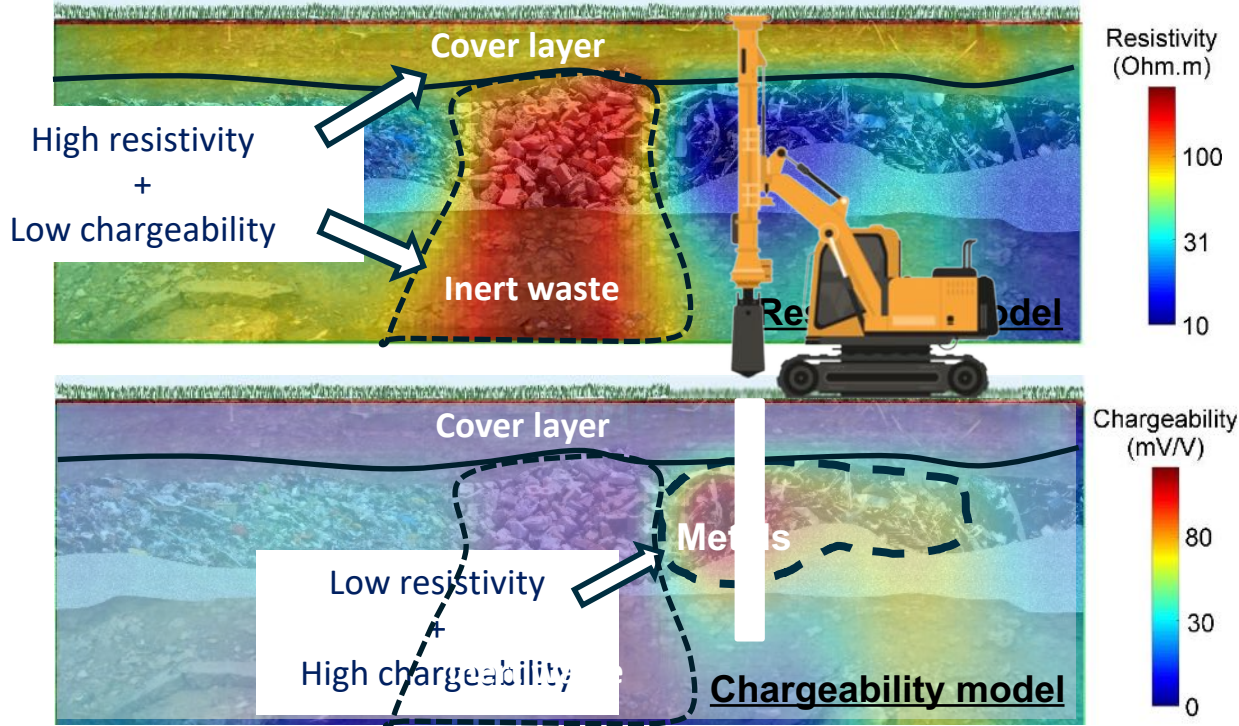 Cover layer
High resistivity
+
Low chargeability
Inert waste
Resistivity
(Ohm.m)
100
31
10
Cover layer
Metals
Low resistivity
+
High chargeability
Chargeability model
Chargeability
(mV/V)
80
30
0